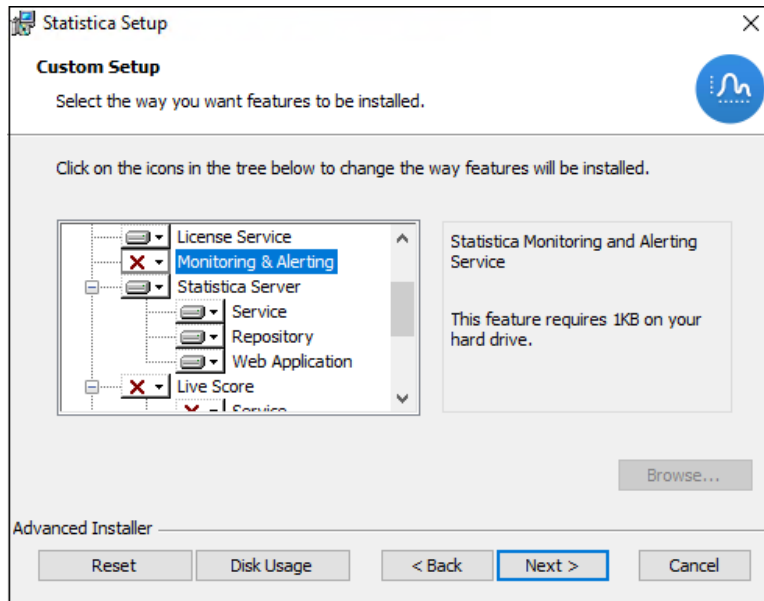 Statistica Setup
Custom Setup
Select the way you want features to be installed.
Click on the icons in the tree below to change the way features will be installed.
License Service
Monitoring & Alerting
Statistica Server
Service
Repository
Web Application
Live Score
Service
Statistica Monitoring and Alerting
Service
This feature requires 1KB on your
hard drive.
Browse...
Advanced Installer
Reset
Disk Usage
< Back
Next >
Cancel